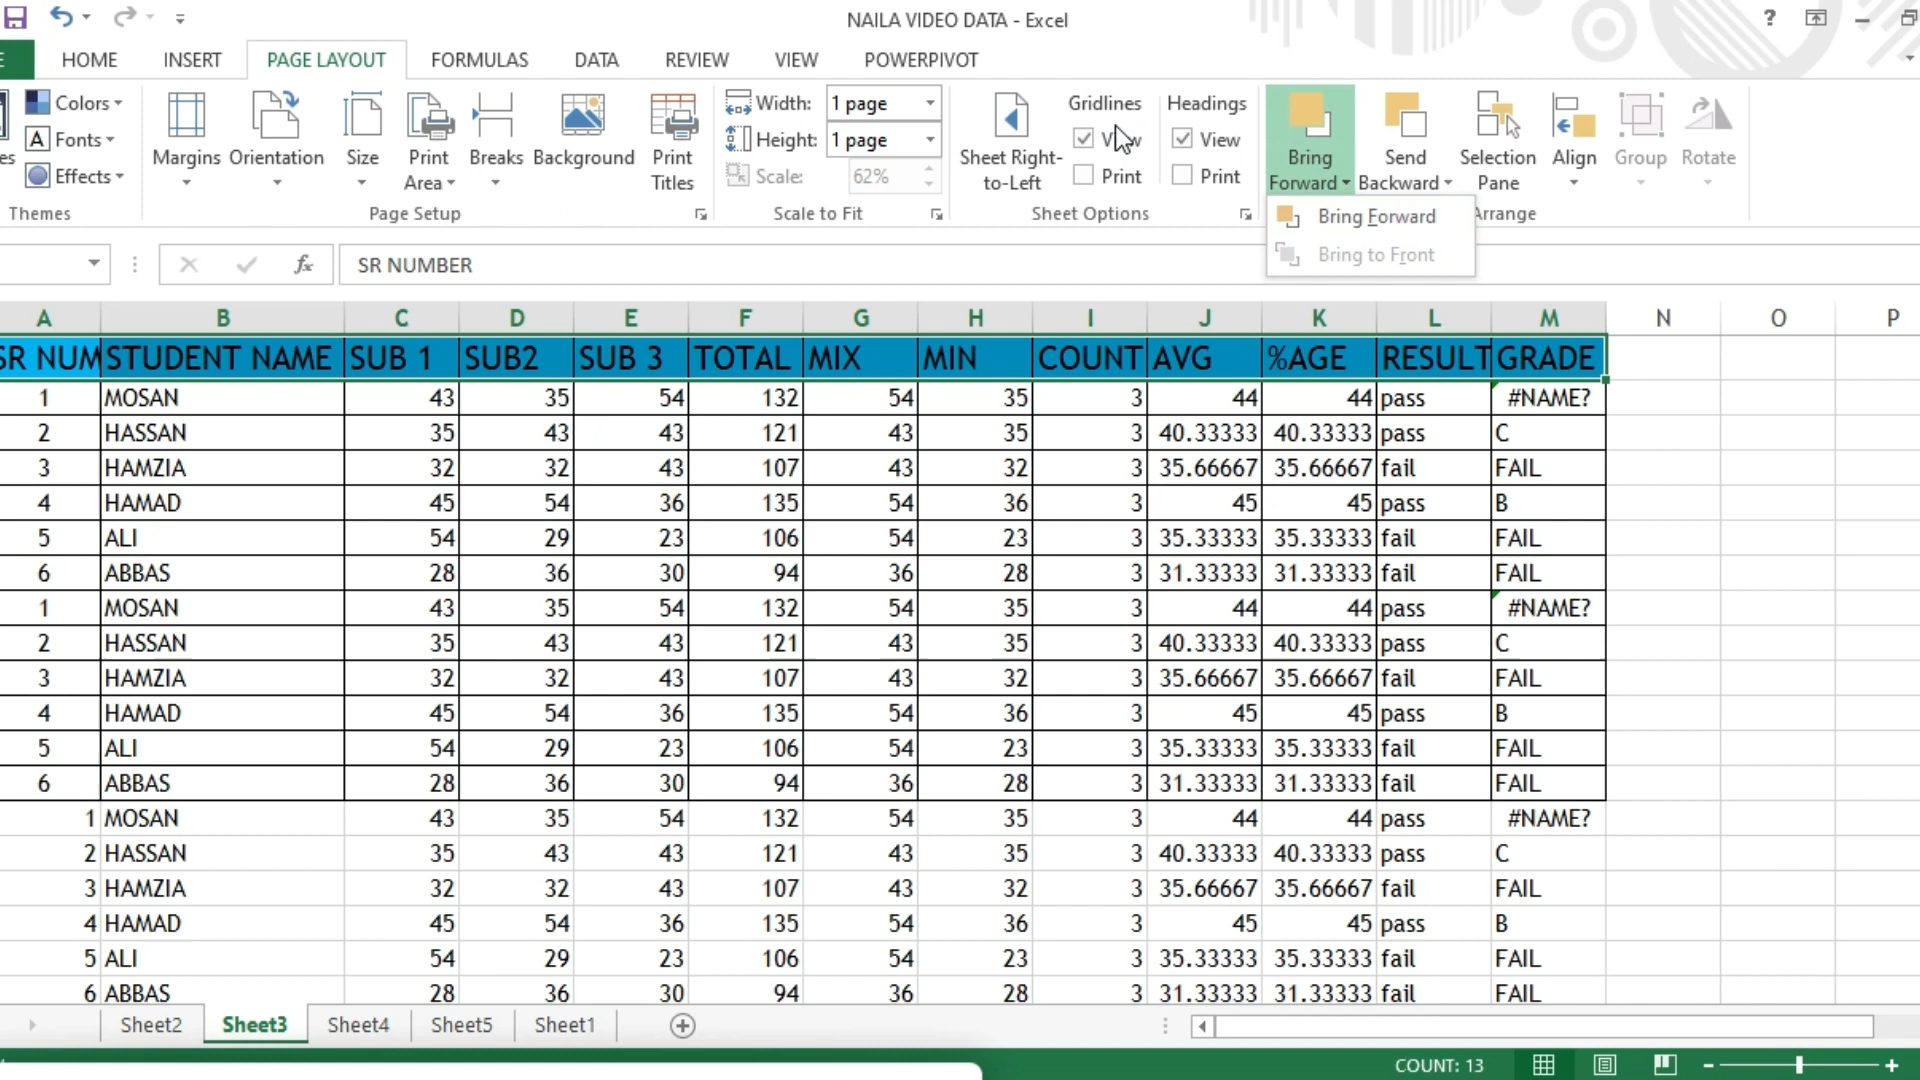 NAILA VIDEO DATA - Excel
?
E HOME INSERT PAGE LAYOUT FORMULAS DATA REVIEW VIEW POWERPIVOT
Colors
Fonts
Effects
Themes
Margins Orientation Size Print Area Breaks Background Print Titles
Page Setup
Width: 1 page
Height: 1 page
Scale: 62%
Scale to Fit
Sheet Right-to-Left
Gridlines Headings
View View
Print Print
Sheet Options
Bring Forward Send Backward Selection Pane Align Group Rotate
Arrange
Bring Forward
Bring to Front
fx SR NUMBER
A B C D E F G H I J K L M N O P
SR NUM STUDENT NAME SUB 1 SUB2 SUB 3 TOTAL MIX MIN COUNT AVG %AGE RESULT GRADE
1 MOSAN 43 35 54 132 54 35 3 44 44 pass #NAME?
2 HASSAN 35 43 43 121 43 35 3 40.33333 40.33333 pass C
3 HAMZIA 32 32 43 107 43 32 3 35.66667 35.66667 fail FAIL
4 HAMAD 45 54 36 135 54 36 3 45 45 pass B
5 ALI 54 29 23 106 54 23 3 35.33333 35.33333 fail FAIL
6 ABBAS 28 36 30 94 36 28 3 31.33333 31.33333 fail FAIL
1 MOSAN 43 35 54 132 54 35 3 44 44 pass #NAME?
2 HASSAN 35 43 43 121 43 35 3 40.33333 40.33333 pass C
3 HAMZIA 32 32 43 107 43 32 3 35.66667 35.66667 fail FAIL
4 HAMAD 45 54 36 135 54 36 3 45 45 pass B
5 ALI 54 29 23 106 54 23 3 35.33333 35.33333 fail FAIL
6 ABBAS 28 36 30 94 36 28 3 31.33333 31.33333 fail FAIL
1 MOSAN 43 35 54 132 54 35 3 44 44 pass #NAME?
2 HASSAN 35 43 43 121 43 35 3 40.33333 40.33333 pass C
3 HAMZIA 32 32 43 107 43 32 3 35.66667 35.66667 fail FAIL
4 HAMAD 45 54 36 135 54 36 3 45 45 pass B
5 ALI 54 29 23 106 54 23 3 35.33333 35.33333 fail FAIL
6 ABBAS 28 36 30 94 36 28 3 31.33333 31.33333 fail FAIL
Sheet2 Sheet3 Sheet4 Sheet5 Sheet1
COUNT: 13